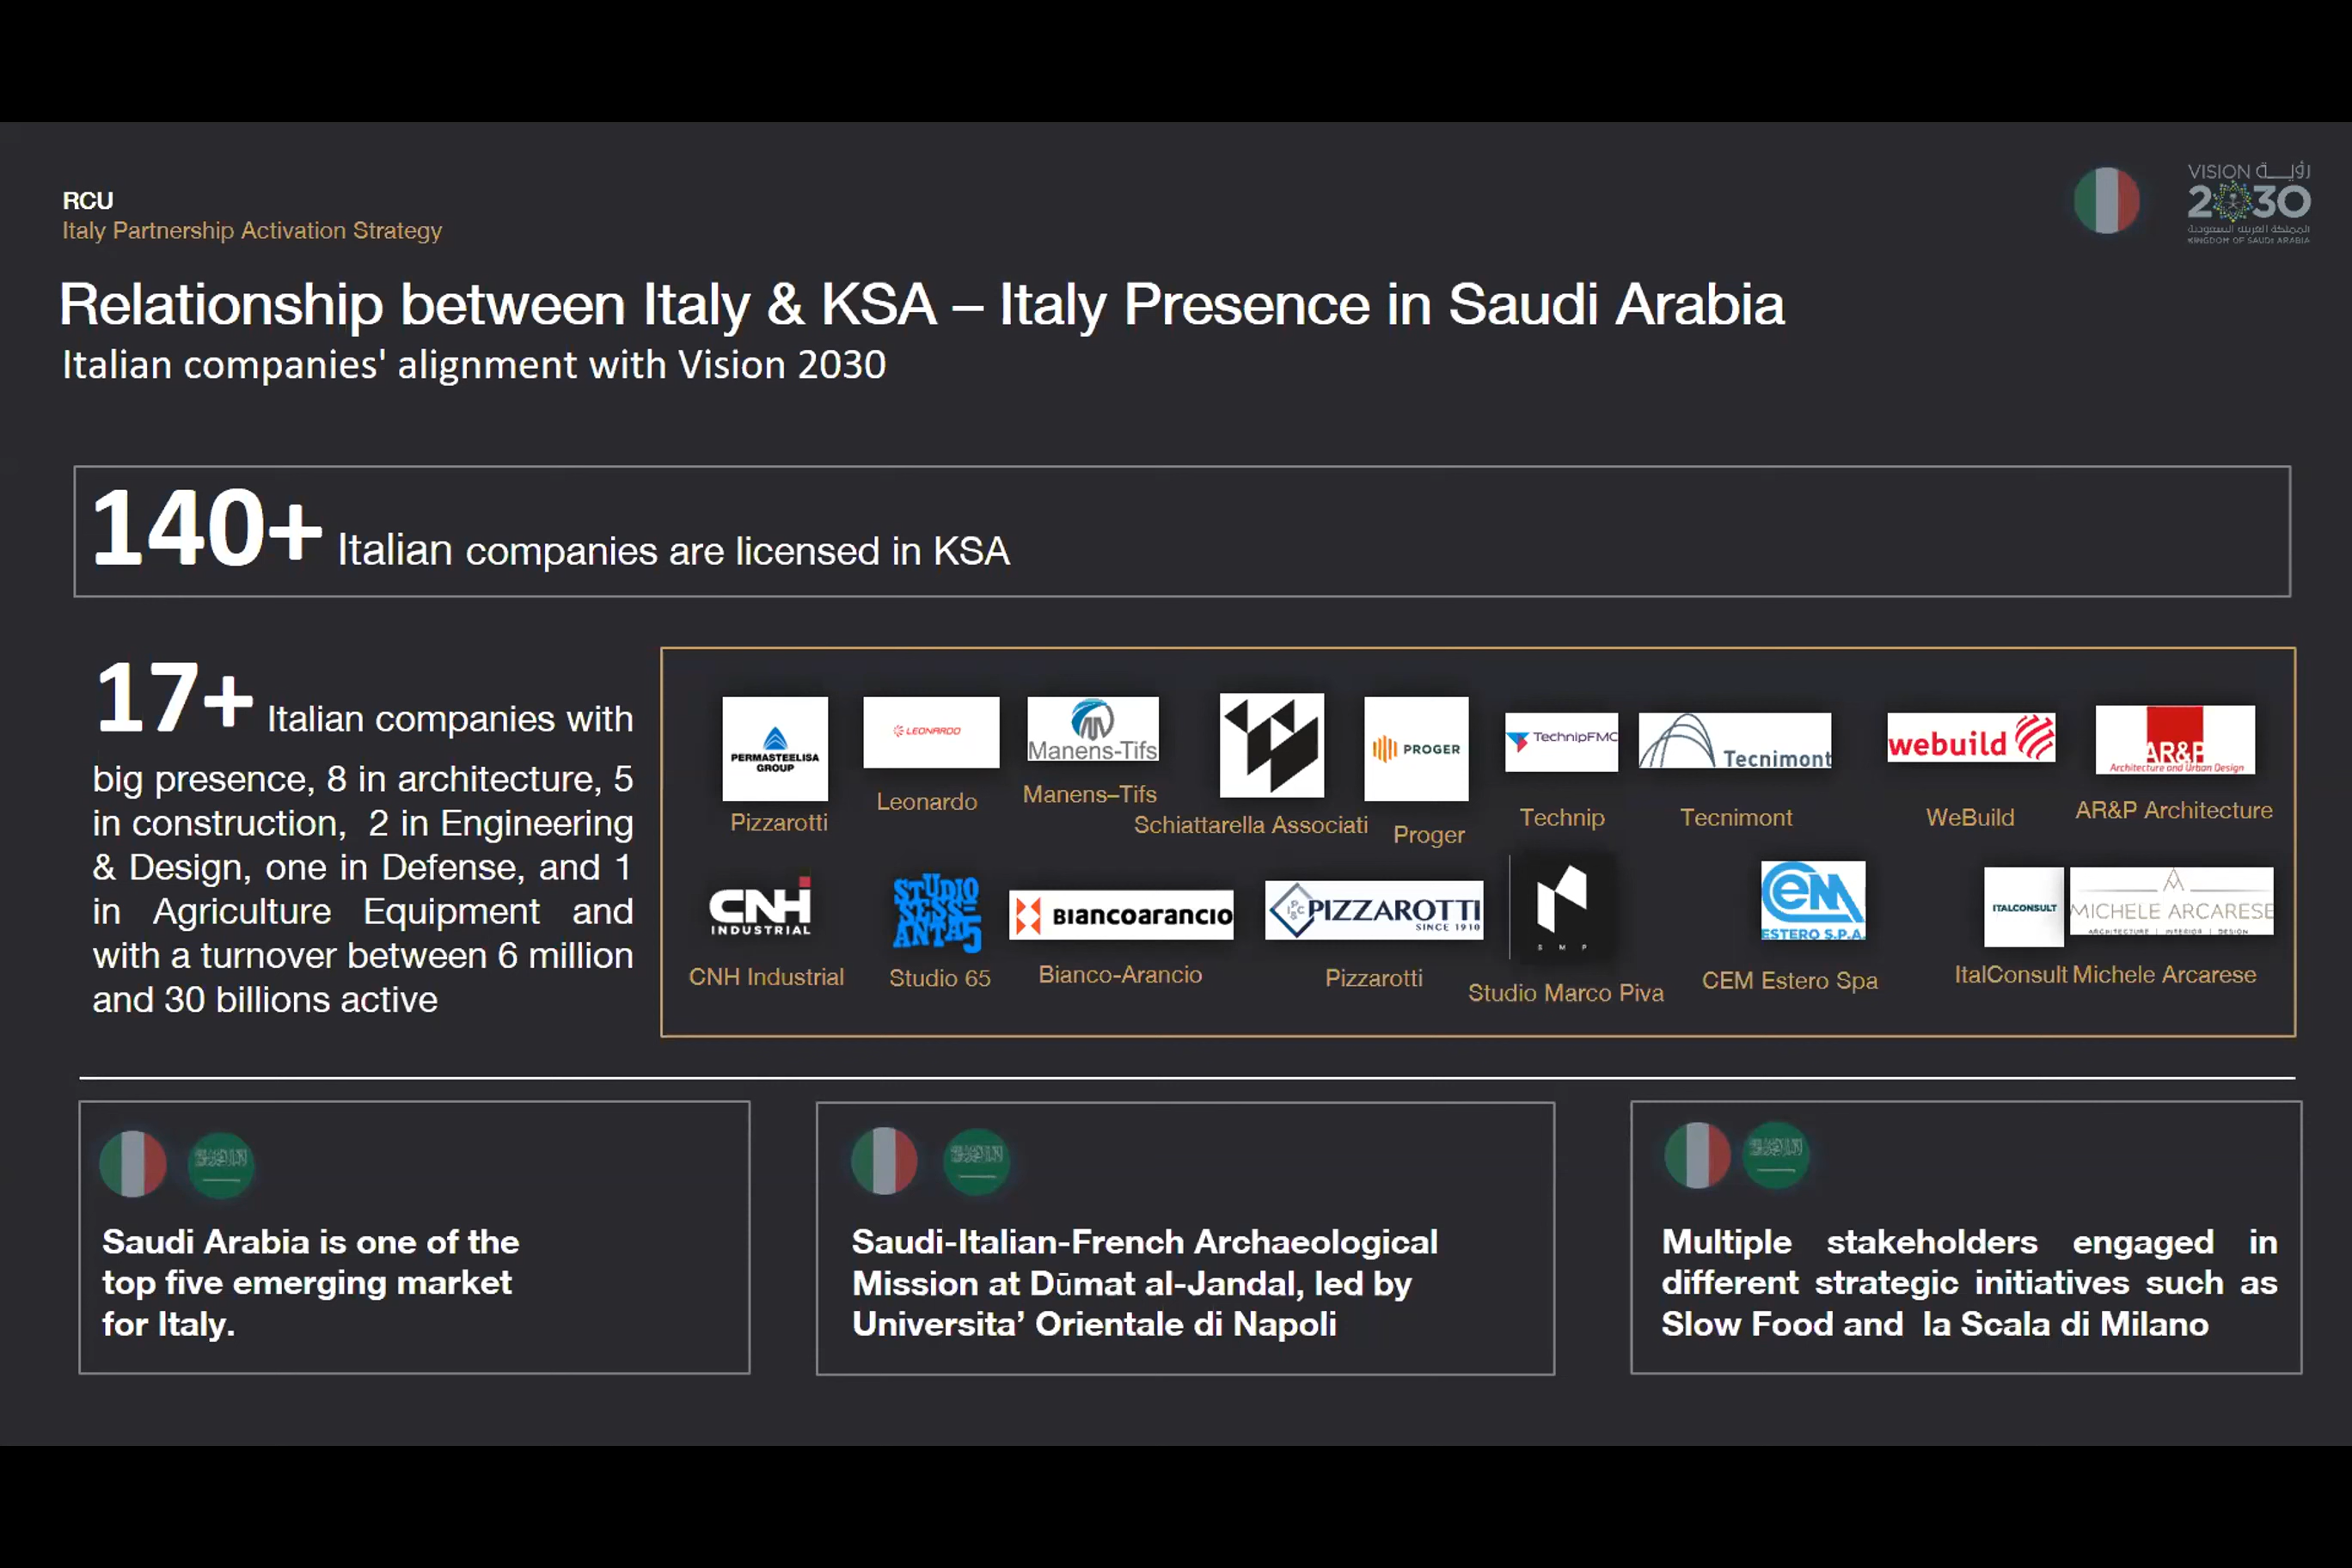 RCU
Italy Partnership Activation Strategy
VISION رؤية
2030
المملكة العربية السعودية
KINGDOM OF SAUDI ARABIA
Relationship between Italy & KSA – Italy Presence in Saudi Arabia
Italian companies' alignment with Vision 2030
140+ Italian companies are licensed in KSA
17+ Italian companies with
big presence, 8 in architecture, 5
in construction, 2 in Engineering
& Design, one in Defense, and 1
in Agriculture Equipment and
with a turnover between 6 million
and 30 billions active
PERMASTEELISA
GROUP
Pizzarotti
LEONARDO
Leonardo
Manens-Tifs
Manens–Tifs
Schiattarella Associati
PROGER
Proger
TechnipFMC
Technip
Tecnimont
Tecnimont
webuild
WeBuild
AR&P
Architecture and Urban Design
AR&P Architecture
CNH
INDUSTRIAL
CNH Industrial
STUDIO
SESS
ANTA5
Studio 65
BIANCOARANCIO
Bianco-Arancio
PIZZAROTTI
SINCE 1910
Pizzarotti
S M P
Studio Marco Piva
CEM
ESTERO S.P.A.
CEM Estero Spa
ITALCONSULT
ItalConsult
MICHELE ARCARESE
ARCHITECTURE | INTERIOR | DESIGN
Michele Arcarese
Saudi Arabia is one of the
top five emerging market
for Italy.
Saudi-Italian-French Archaeological
Mission at Dūmat al-Jandal, led by
Universita’ Orientale di Napoli
Multiple stakeholders engaged in
different strategic initiatives such as
Slow Food and la Scala di Milano